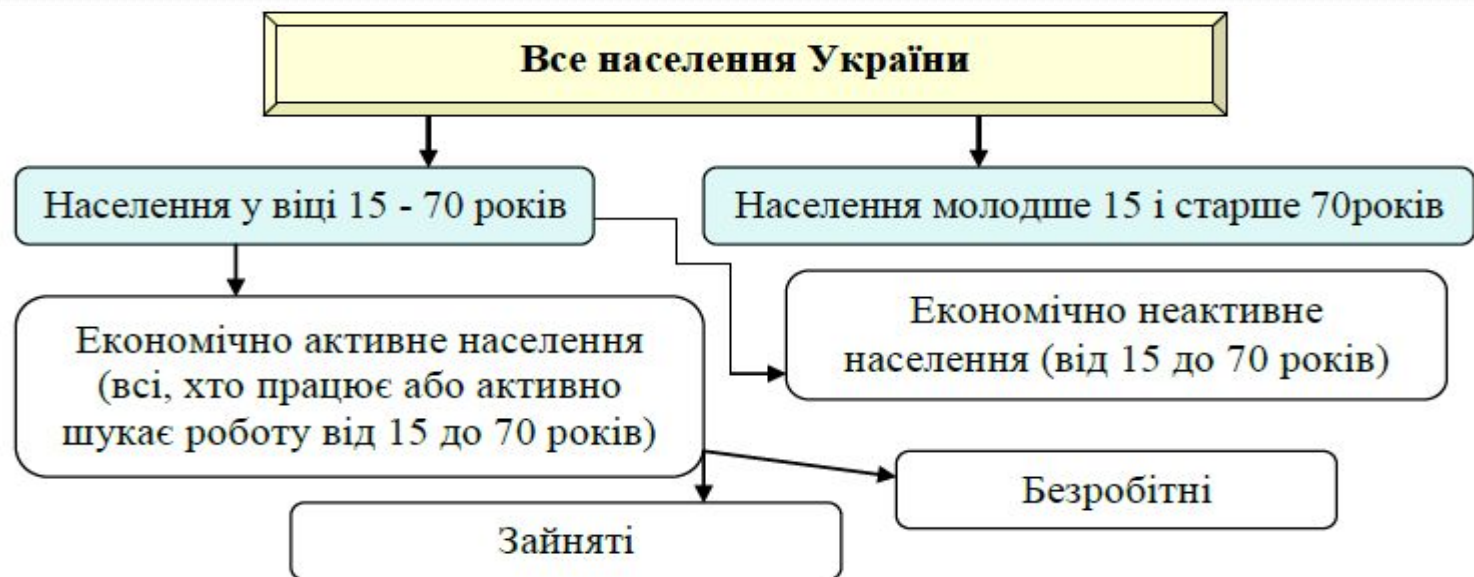 Все населення України
Населення у віці 15 - 70 років
Населення молодше 15 і старше 70років
Економічно активне населення
(всі, хто працює або активно
шукає роботу від 15 до 70 років)
Економічно неактивне
населення (від 15 до 70 років)
Безробітні
Зайняті